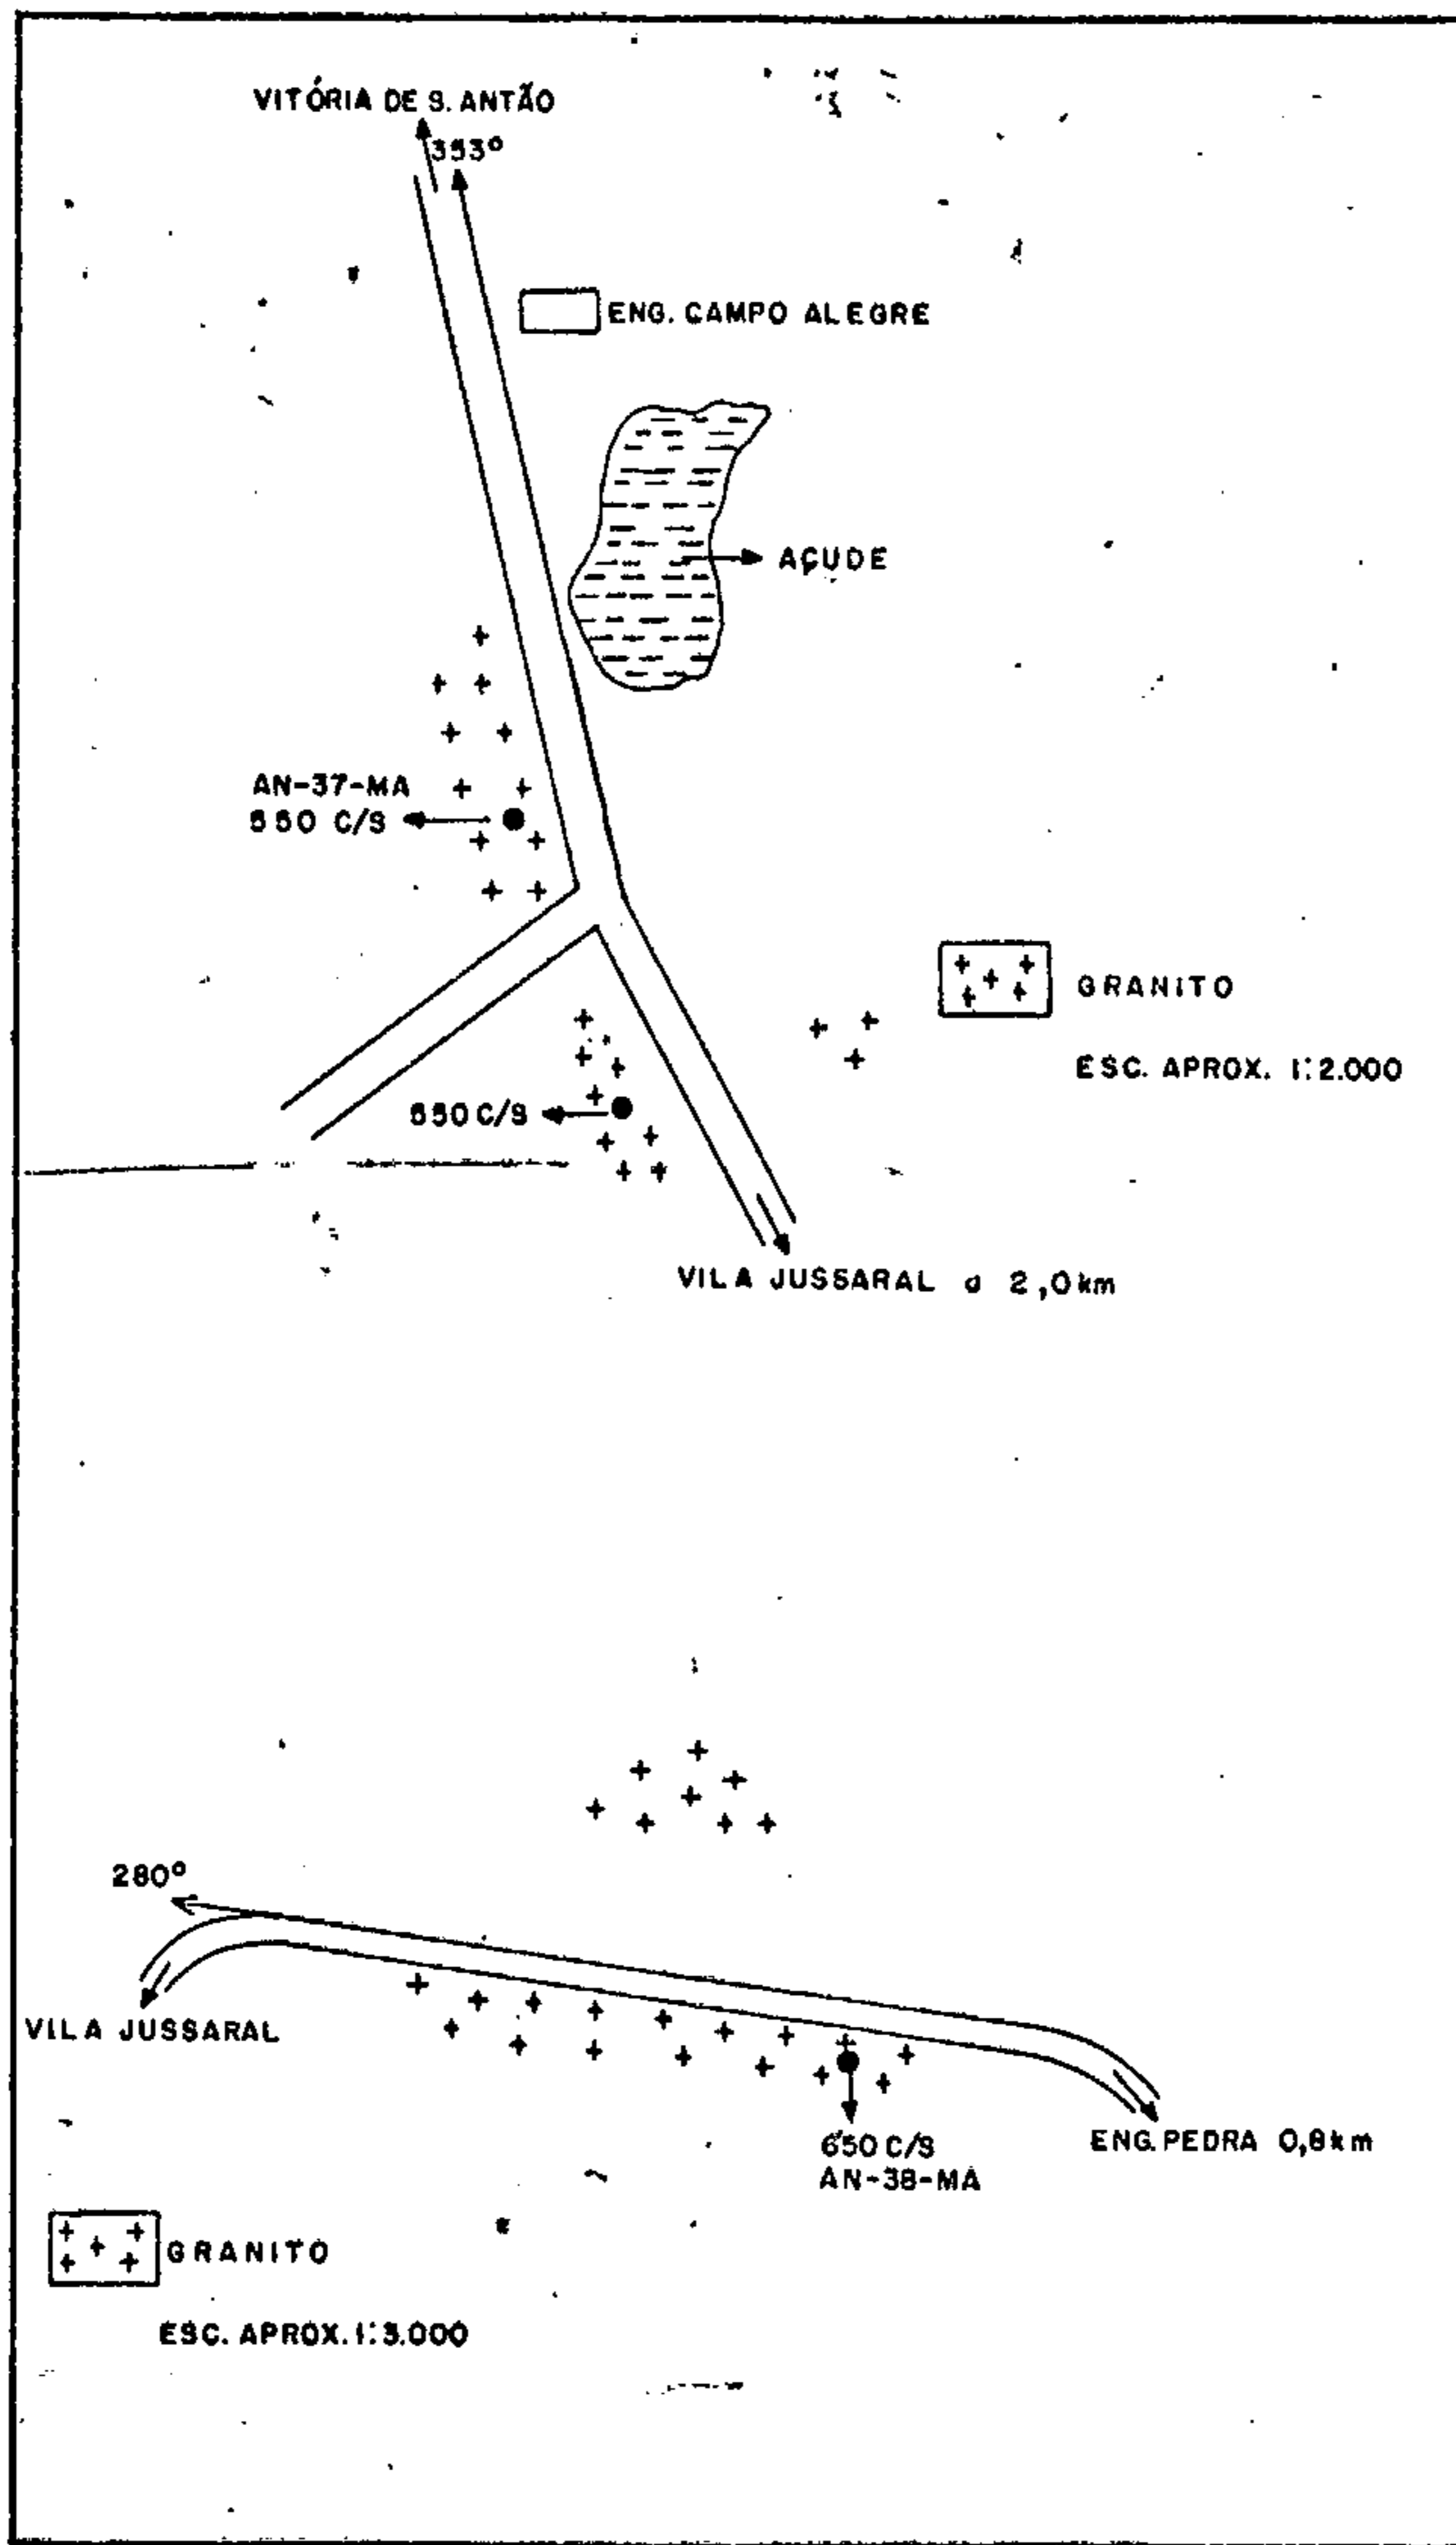 VITÓRIA DE S. ANTÃO
353º
ENG. CAMPO ALEGRE
AÇUDE
AN-37-MA
550 C/S
GRANITO
ESC. APROX. 1:2.000
550 C/S
VILA JUSSARAL a 2,0 km
280º
VILA JUSSARAL
650 C/S
AN-38-MA
ENG. PEDRA 0,8 km
GRANITO
ESC. APROX. 1:3.000